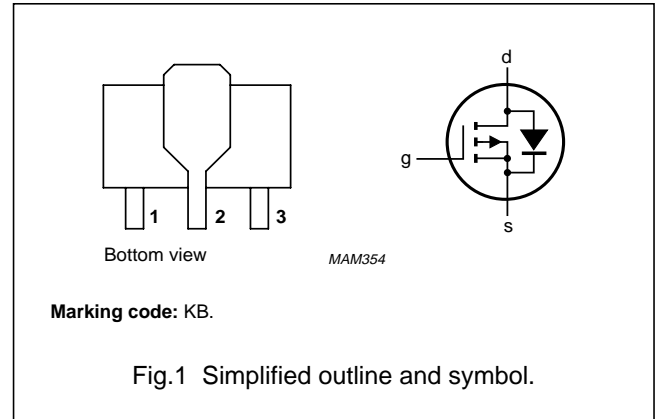 d
g
s
1 2 3
Bottom view
MAM354
Marking code: KB.
Fig.1 Simplified outline and symbol.